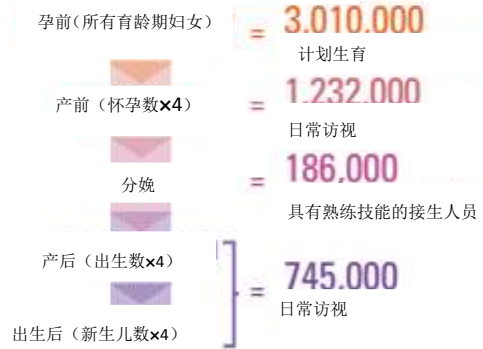 孕前（所有育龄期妇女） = 3.010.000
计划生育
产前（怀孕数×4） = 1.232.000
日常访视
分娩 = 186,000
具有熟练技能的接生人员
产后（出生数×4）
= 745.000
日常访视
出生后（新生儿数×4）